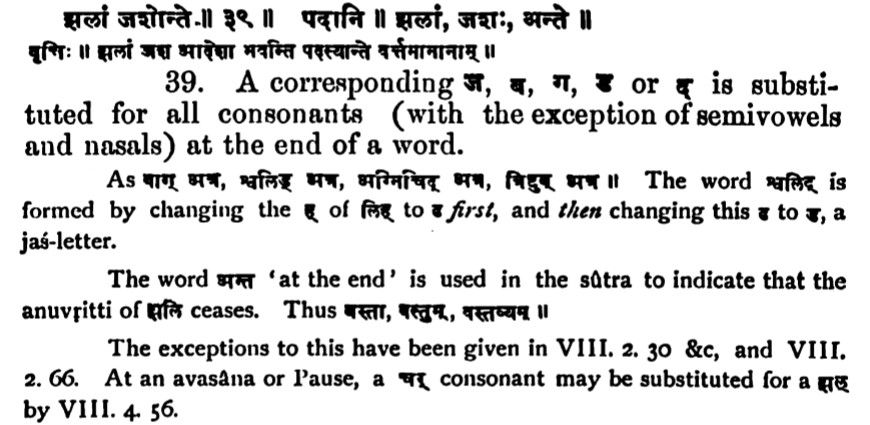 झलां जशोन्ते ॥ ३९ ॥ पदानि ॥ झलां, जशः, अन्ते ॥
वृत्तिः ॥ झलां जश आदेशा भवन्ति पदस्यान्ते वर्त्तमानानाम् ॥
39. A corresponding ज, ब, ग, ड or द् is substi-
tuted for all consonants (with the exception of semivowels
and nasals) at the end of a word.
As वाग् अत्र, श्वलिड् अत्र, अग्निचिद् अत्र, त्रिष्टुब् अत्र ॥ The word श्वलिद् is
formed by changing the ह् of लिह् to ढ first, and then changing this ढ to ड, a
jaś-letter.
The word अन्त 'at the end' is used in the sûtra to indicate that the
anuvṛitti of झलि ceases. Thus वस्ता, वस्तुम्, वस्तव्यम् ॥
The exceptions to this have been given in VIII. 2. 30 &c, and VIII.
2. 66. At an avasâna or Pause, a चर् consonant may be substituted for a झल्
by VIII. 4. 56.